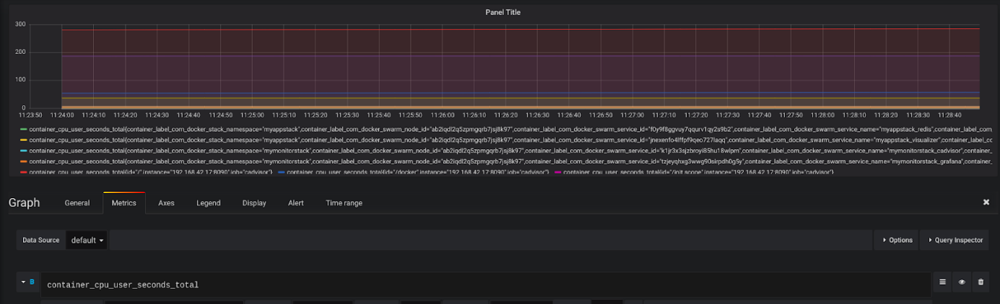 Panel Title
300
200
100
0
11:23:50 11:24:00 11:24:10 11:24:20 11:24:30 11:24:40 11:24:50 11:25:00 11:25:10 11:25:20 11:25:30 11:25:40 11:25:50 11:26:00 11:26:10 11:26:20 11:26:30 11:26:40 11:26:50 11:27:00 11:27:10 11:27:20 11:27:30 11:27:40 11:27:50 11:28:00 11:28:10 11:28:20 11:28:30 11:28:40
container_cpu_user_seconds_total{container_label_com_docker_stack_namespace="myappstack",container_label_com_docker_swarm_node_id="ab2iqdl2q5zpmgqrb7jsj8k97",container_label_com_docker_swarm_service_id="f0y9f8ggvuy7qqurv1qy2s9b2",container_label_com_docker_swarm_service_name="myappstack_redis",container_label_com
container_cpu_user_seconds_total{container_label_com_docker_stack_namespace="myappstack",container_label_com_docker_swarm_node_id="ab2iqdl2q5zpmgqrb7jsj8k97",container_label_com_docker_swarm_service_id="jnexenfo4lffpf9qeo727laqq",container_label_com_docker_swarm_service_name="myappstack_visualizer",container_label_cc
container_cpu_user_seconds_total{container_label_com_docker_stack_namespace="mymonitorstack",container_label_com_docker_swarm_node_id="ab2iqdl2q5zpmgqrb7jsj8k97",container_label_com_docker_swarm_service_id="k1jr3x3sjzbroyi85hu18wlpm",container_label_com_docker_swarm_service_name="mymonitorstack_cadvisor",container_
container_cpu_user_seconds_total{container_label_com_docker_stack_namespace="mymonitorstack",container_label_com_docker_swarm_node_id="ab2iqdl2q5zpmgqrb7jsj8k97",container_label_com_docker_swarm_service_id="tzjeyqhxg3wwg90sirpdh0g5y",container_label_com_docker_swarm_service_name="mymonitorstack_grafana",container_
container_cpu_user_seconds_total{id="/",instance="192.168.42.17:8090",job="cadvisor"} container_cpu_user_seconds_total{id="/docker",instance="192.168.42.17:8090",job="cadvisor"} container_cpu_user_seconds_total{id="/init.scope",instance="192.168.42.17:8090",job="cadvisor"}
Graph General Metrics Axes Legend Display Alert Time range
Data Source default Options Query Inspector
B container_cpu_user_seconds_total